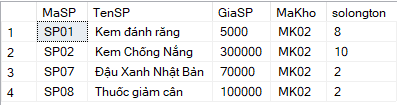 MaSP TenSP GiaSP MaKho solongton
1 SP01 Kem đánh răng 5000 MK02 8
2 SP02 Kem Chống Nắng 300000 MK02 10
3 SP07 Đậu Xanh Nhật Bản 70000 MK02 2
4 SP08 Thuốc giảm cân 100000 MK02 2